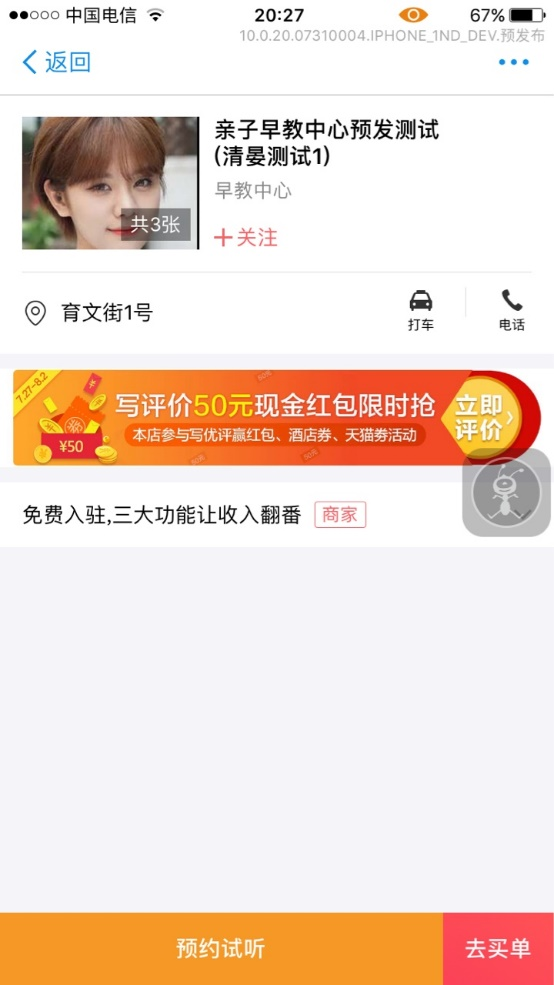 中国电信
20:27
67%
10.0.20.07310004.IPHONE_1ND_DEV.预发布
返回
亲子早教中心预发测试
(清晏测试1)
早教中心
共3张
+关注
育文街1号
打车
电话
7.27-8.2
写评价50元现金红包限时抢
本店参与写优评赢红包、酒店券、天猫券活动
¥50
立即
评价
免费入驻,三大功能让收入翻番
商家
预约试听
去买单